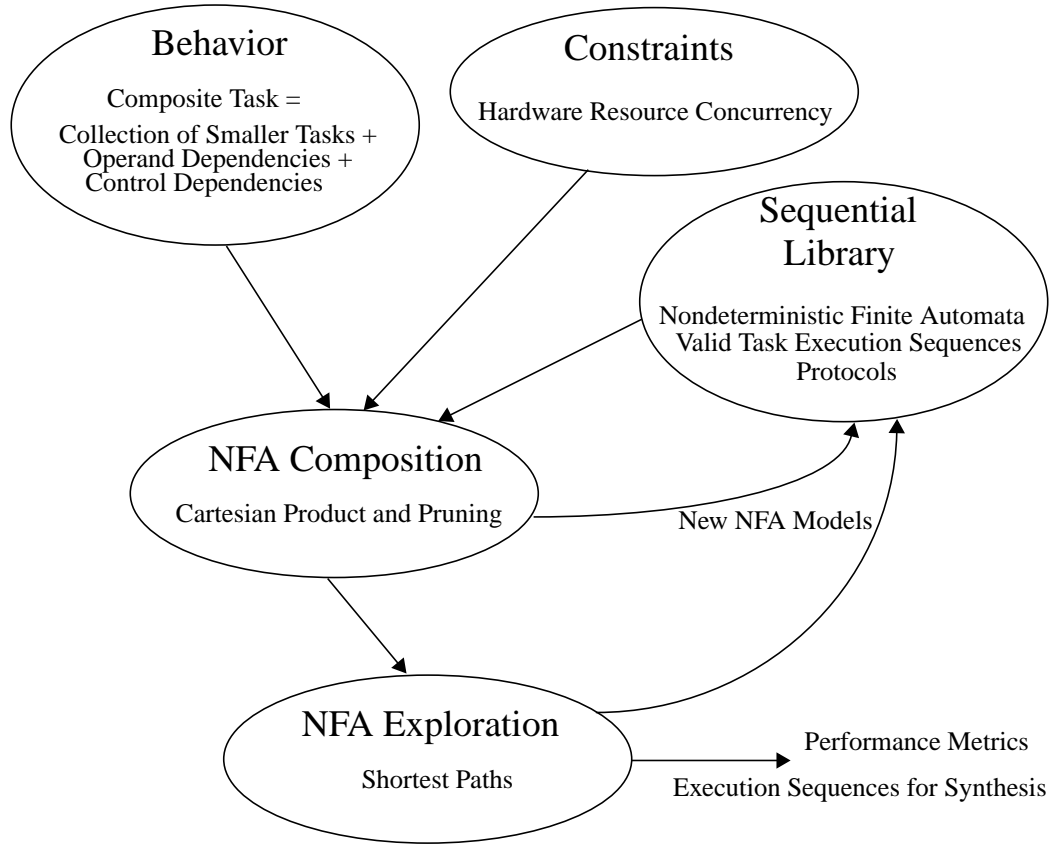 Behavior
Composite Task =
Collection of Smaller Tasks +
Operand Dependencies +
Control Dependencies
Constraints
Hardware Resource Concurrency
Sequential
Library
Nondeterministic Finite Automata
Valid Task Execution Sequences
Protocols
NFA Composition
Cartesian Product and Pruning
New NFA Models
NFA Exploration
Shortest Paths
Performance Metrics
Execution Sequences for Synthesis